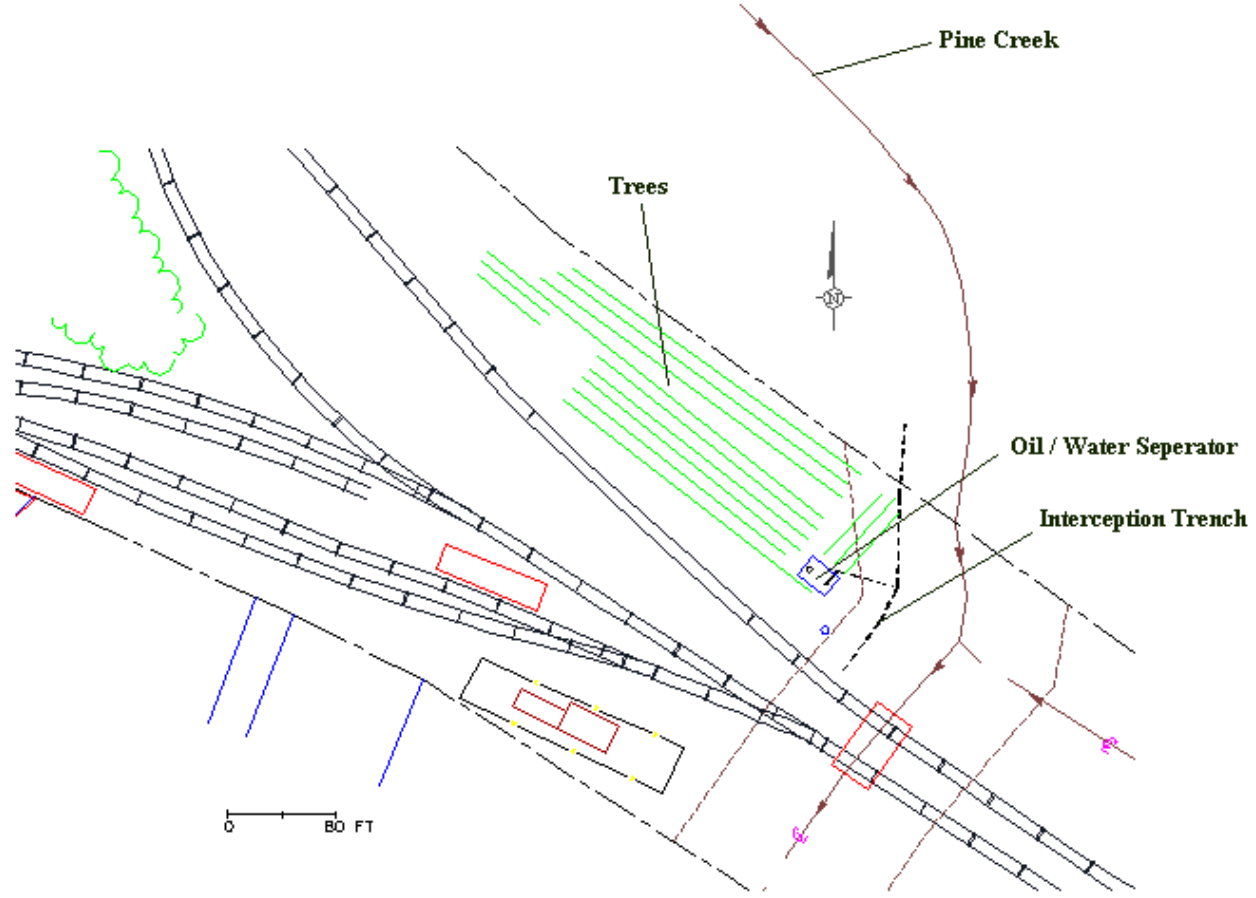 Pine Creek
Trees
N
Oil / Water Seperator
Interception Trench
0 80 FT